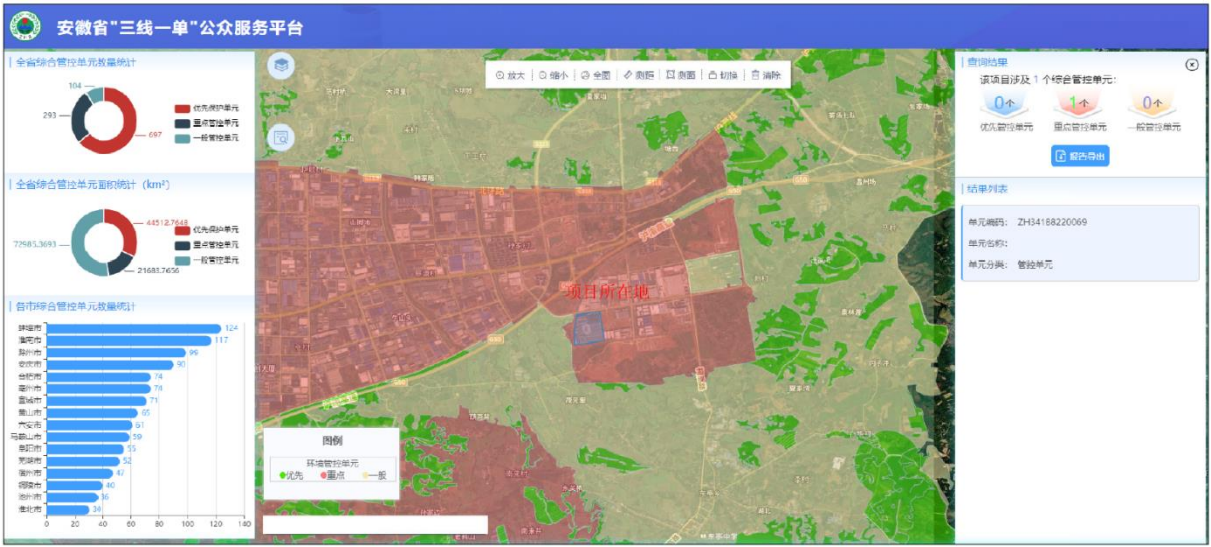 安徽省"三线一单"公众服务平台
全省综合管控单元数量统计
104
293
697
优先保护单元
重点管控单元
一般管控单元
全省综合管控单元面积统计（km²）
44512.7648
72985.3693
21683.7656
优先保护单元
重点管控单元
一般管控单元
各市综合管控单元数量统计
蚌埠市 124
淮南市 117
滁州市 99
安庆市 90
合肥市 74
亳州市 74
宣城市 71
黄山市 65
六安市 61
马鞍山市 59
阜阳市 55
芜湖市 52
宿州市 47
铜陵市 40
池州市 36
淮北市 30
0 20 40 60 80 100 120 140
放大 缩小 全图 测距 测面 切换 清除
项目所在地
图例
环境管控单元
优先 重点 一般
查询结果
该项目涉及 1 个综合管控单元：
0个 1个 0个
优先管控单元 重点管控单元 一般管控单元
报告导出
结果列表
单元编码： ZH34188220069
单元名称：
单元分类： 管控单元